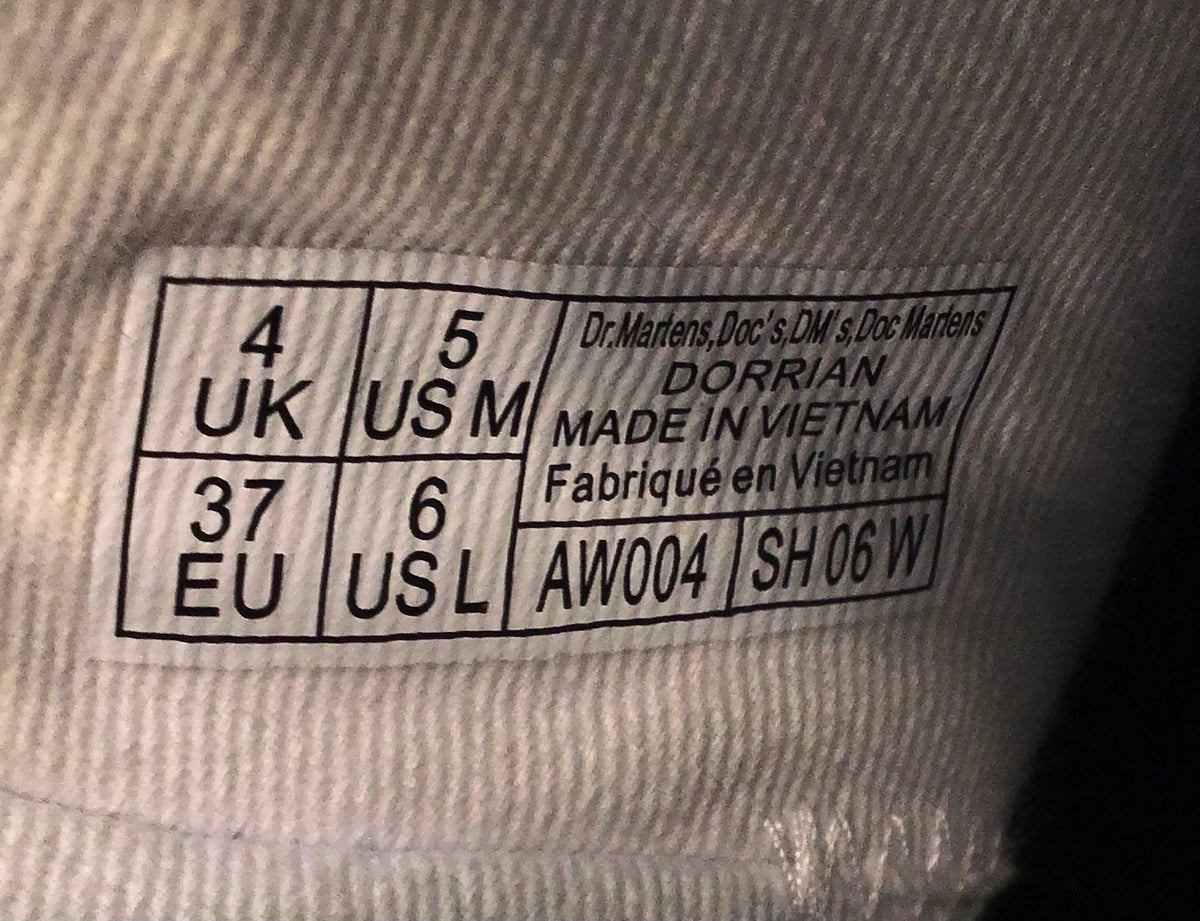 4
UK
5
US M
37
EU
6
US L
Dr.Martens,Doc's,DM's,Doc Martens
DORRIAN
MADE IN VIETNAM
Fabriqué en Vietnam
AW004
SH 06 W